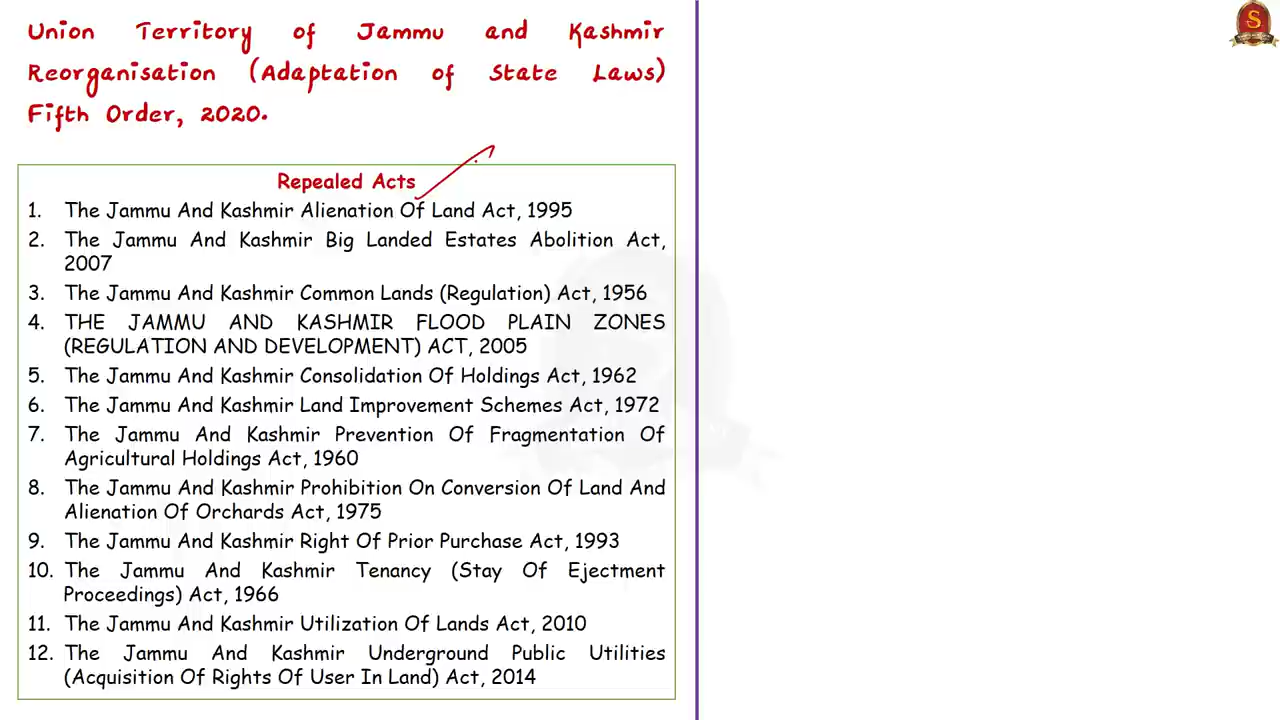 Union Territory of Jammu and Kashmir
Reorganisation (Adaptation of State Laws)
Fifth Order, 2020.
Repealed Acts
1. The Jammu And Kashmir Alienation Of Land Act, 1995
2. The Jammu And Kashmir Big Landed Estates Abolition Act,
2007
3. The Jammu And Kashmir Common Lands (Regulation) Act, 1956
4. THE JAMMU AND KASHMIR FLOOD PLAIN ZONES
(REGULATION AND DEVELOPMENT) ACT, 2005
5. The Jammu And Kashmir Consolidation Of Holdings Act, 1962
6. The Jammu And Kashmir Land Improvement Schemes Act, 1972
7. The Jammu And Kashmir Prevention Of Fragmentation Of
Agricultural Holdings Act, 1960
8. The Jammu And Kashmir Prohibition On Conversion Of Land And
Alienation Of Orchards Act, 1975
9. The Jammu And Kashmir Right Of Prior Purchase Act, 1993
10. The Jammu And Kashmir Tenancy (Stay Of Ejectment
Proceedings) Act, 1966
11. The Jammu And Kashmir Utilization Of Lands Act, 2010
12. The Jammu And Kashmir Underground Public Utilities
(Acquisition Of Rights Of User In Land) Act, 2014
S